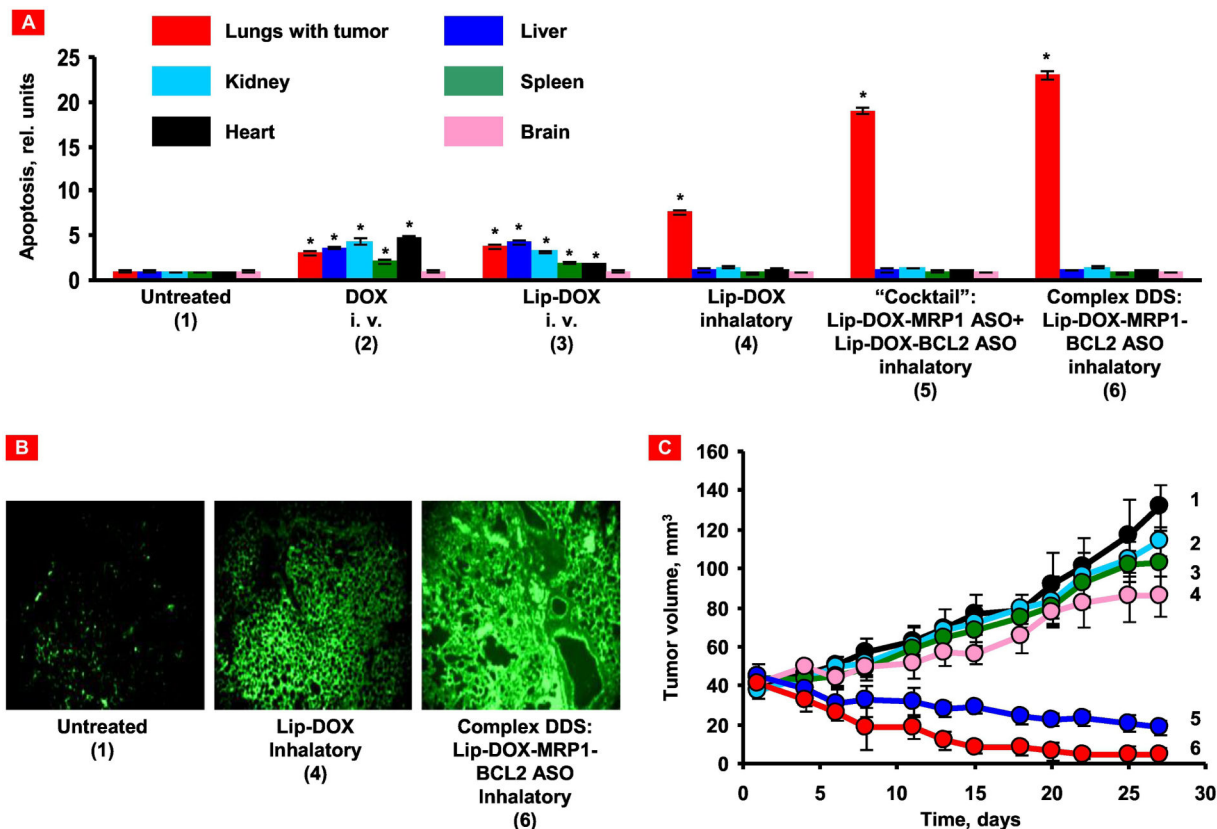 A
Lungs with tumor
Liver
Kidney
Spleen
Heart
Brain
Apoptosis, rel. units
25
20
15
10
5
0
* * * * *
* * * * *
*
*
*
Untreated
(1)
DOX
i. v.
(2)
Lip-DOX
i. v.
(3)
Lip-DOX
inhalatory
(4)
“Cocktail”:
Lip-DOX-MRP1 ASO+
Lip-DOX-BCL2 ASO
inhalatory
(5)
Complex DDS:
Lip-DOX-MRP1-
BCL2 ASO
inhalatory
(6)
B
Untreated
(1)
Lip-DOX
Inhalatory
(4)
Complex DDS:
Lip-DOX-MRP1-
BCL2 ASO
Inhalatory
(6)
C
Tumor volume, mm³
160
140
120
100
80
60
40
20
0
1
2
3
4
5
6
0 5 10 15 20 25 30
Time, days